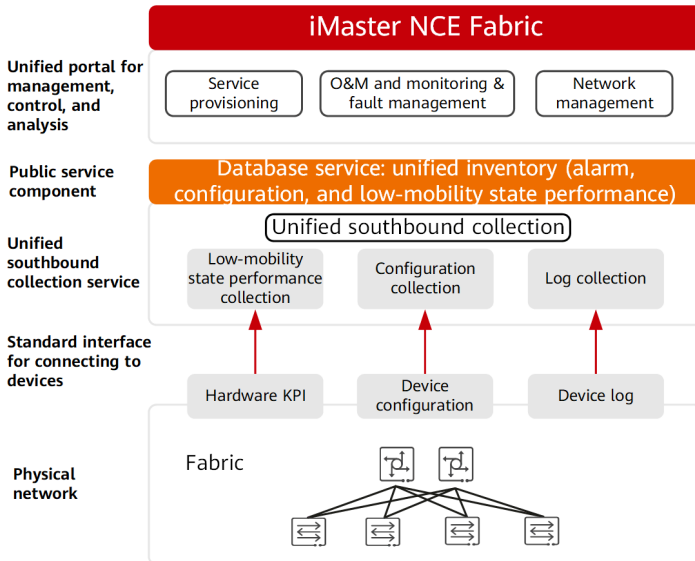 iMaster NCE Fabric
Unified portal for
management,
control, and
analysis
Service
provisioning
O&M and monitoring &
fault management
Network
management
Public service
component
Database service: unified inventory (alarm,
configuration, and low-mobility state performance)
Unified southbound collection
Unified
southbound
collection service
Low-mobility
state performance
collection
Configuration
collection
Log collection
Standard interface
for connecting to
devices
Hardware KPI
Device
configuration
Device log
Physical
network
Fabric